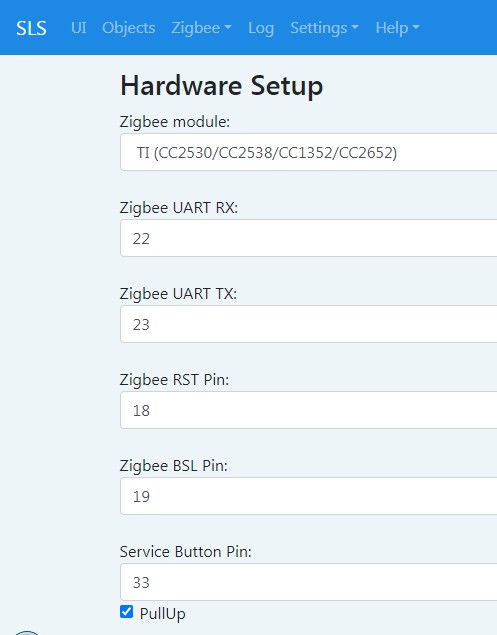 SLS UI Objects Zigbee Log Settings Help
Hardware Setup
Zigbee module:
TI (CC2530/CC2538/CC1352/CC2652)
Zigbee UART RX:
22
Zigbee UART TX:
23
Zigbee RST Pin:
18
Zigbee BSL Pin:
19
Service Button Pin:
33
PullUp